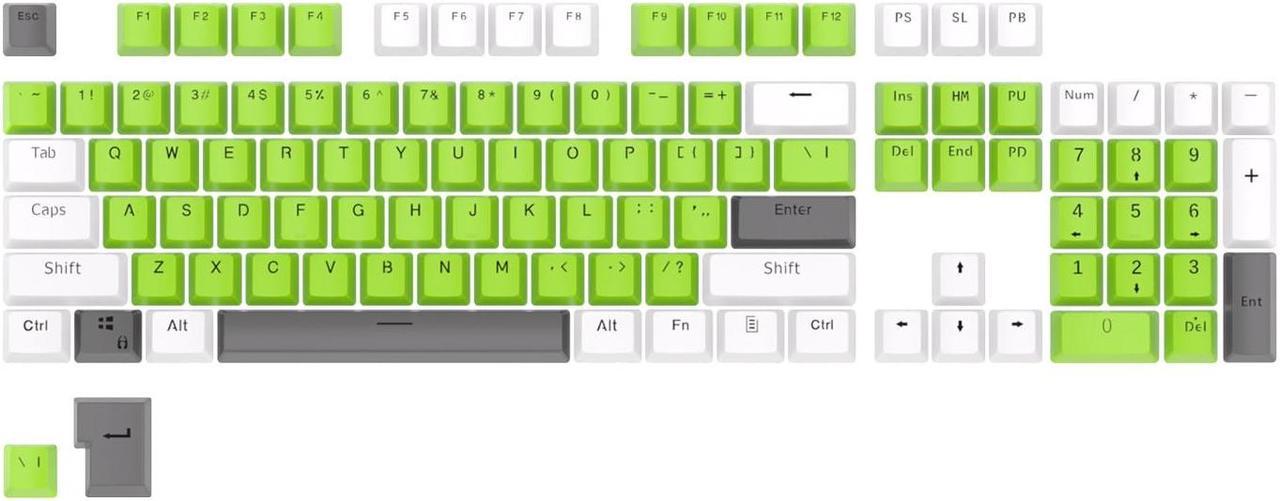 Esc F1 F2 F3 F4 F5 F6 F7 F8 F9 F10 F11 F12 PS SL PB
` ~ 1 ! 2 @ 3 # 4 $ 5 % 6 ^ 7 & 8 * 9 ( 0 ) - _ = + ← Ins HM PU Num / * —
Tab Q W E R T Y U I O P [ { ] } \ | Del End PD 7 8 ↑ 9 +
Caps A S D F G H J K L ; : ' ,, Enter 4 ← 5 6 →
Shift Z X C V B N M , < . > / ? Shift ↑ 1 2 ↓ 3 Ent
Ctrl Alt — Alt Fn Ctrl ← ↓ → 0 Del .
\ | ↵